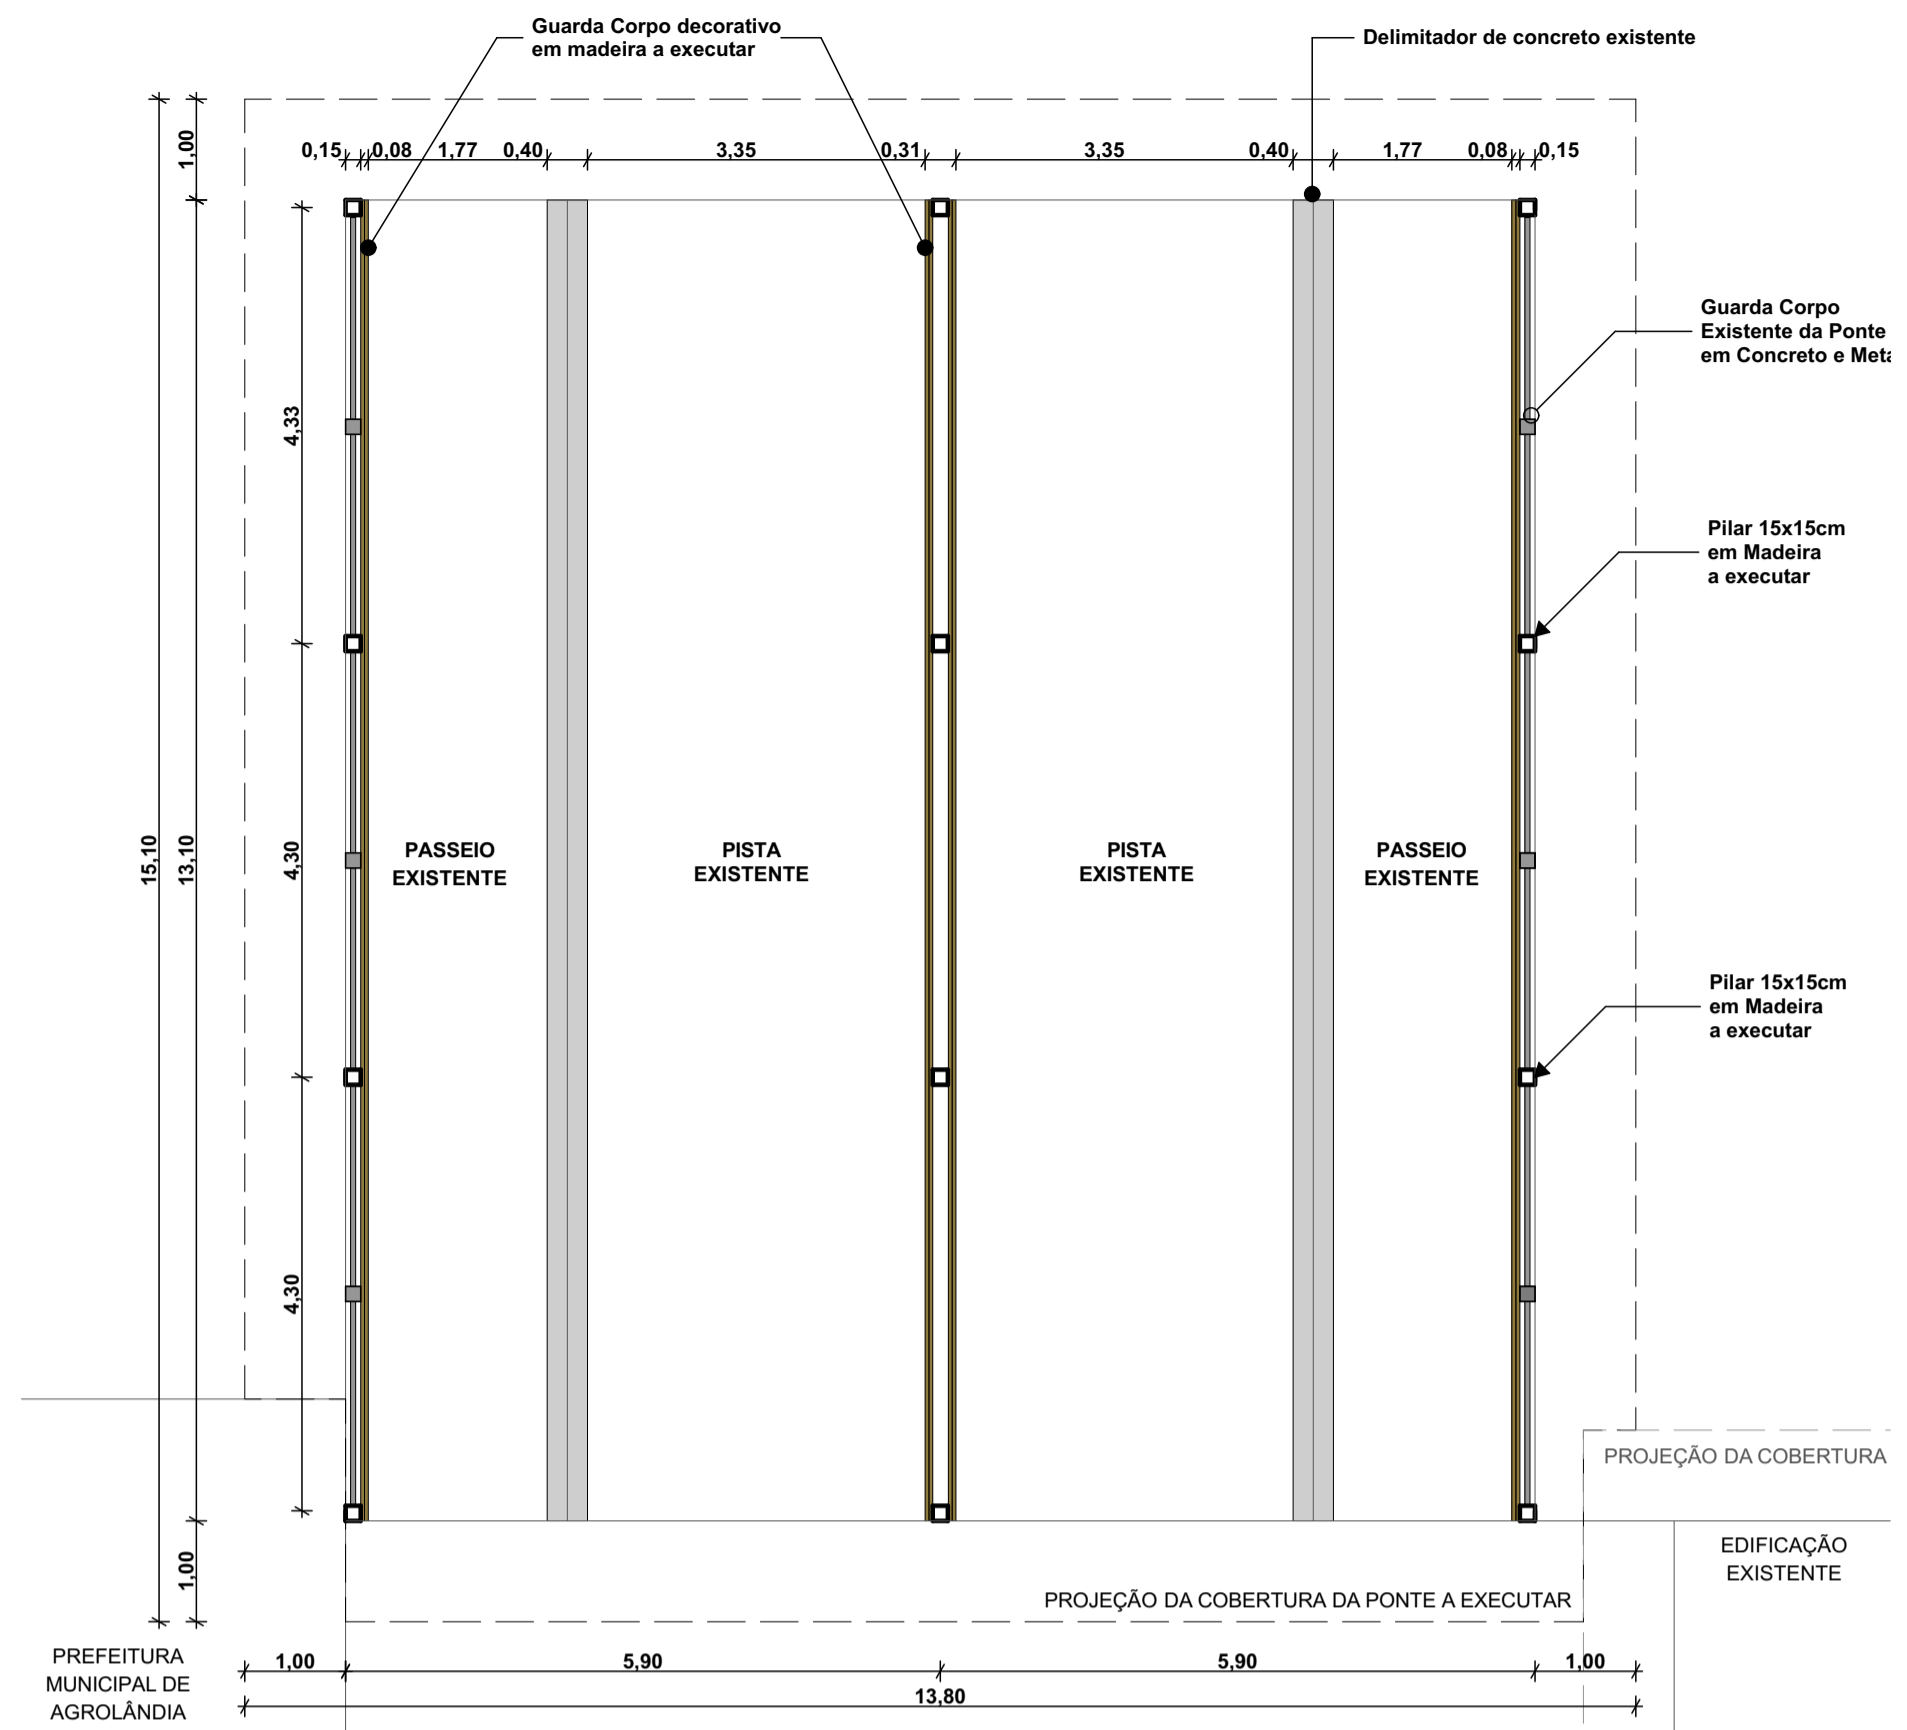 Guarda Corpo decorativo
em madeira a executar
Delimitador de concreto existente
1,00
0,15
0,08
1,77
0,40
3,35
0,31
3,35
0,40
1,77
0,08
0,15
Guarda Corpo
Existente da Ponte
em Concreto e Meta
4,33
Pilar 15x15cm
em Madeira
a executar
15,10
13,10
4,30
PASSEIO
EXISTENTE
PISTA
EXISTENTE
PISTA
EXISTENTE
PASSEIO
EXISTENTE
Pilar 15x15cm
em Madeira
a executar
4,30
PROJEÇÃO DA COBERTURA
1,00
EDIFICAÇÃO
EXISTENTE
PROJEÇÃO DA COBERTURA DA PONTE A EXECUTAR
PREFEITURA
MUNICIPAL DE
AGROLÂNDIA
1,00
5,90
5,90
1,00
13,80